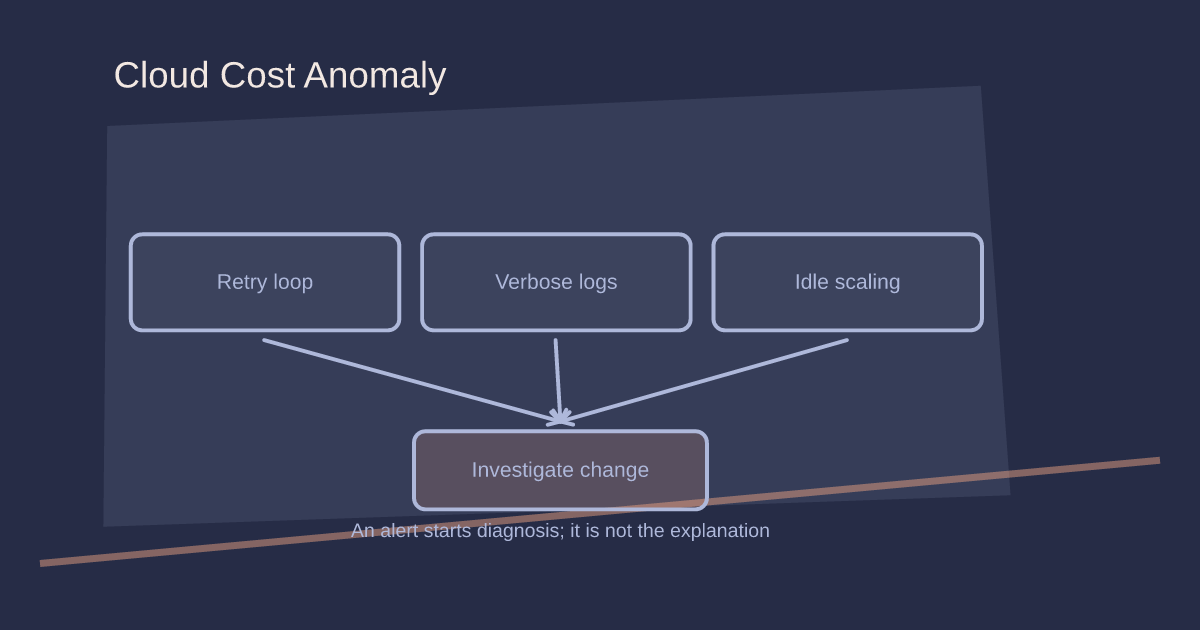 Cloud Cost Anomaly
Retry loop
Verbose logs
Idle scaling
Investigate change
An alert starts diagnosis; it is not the explanation